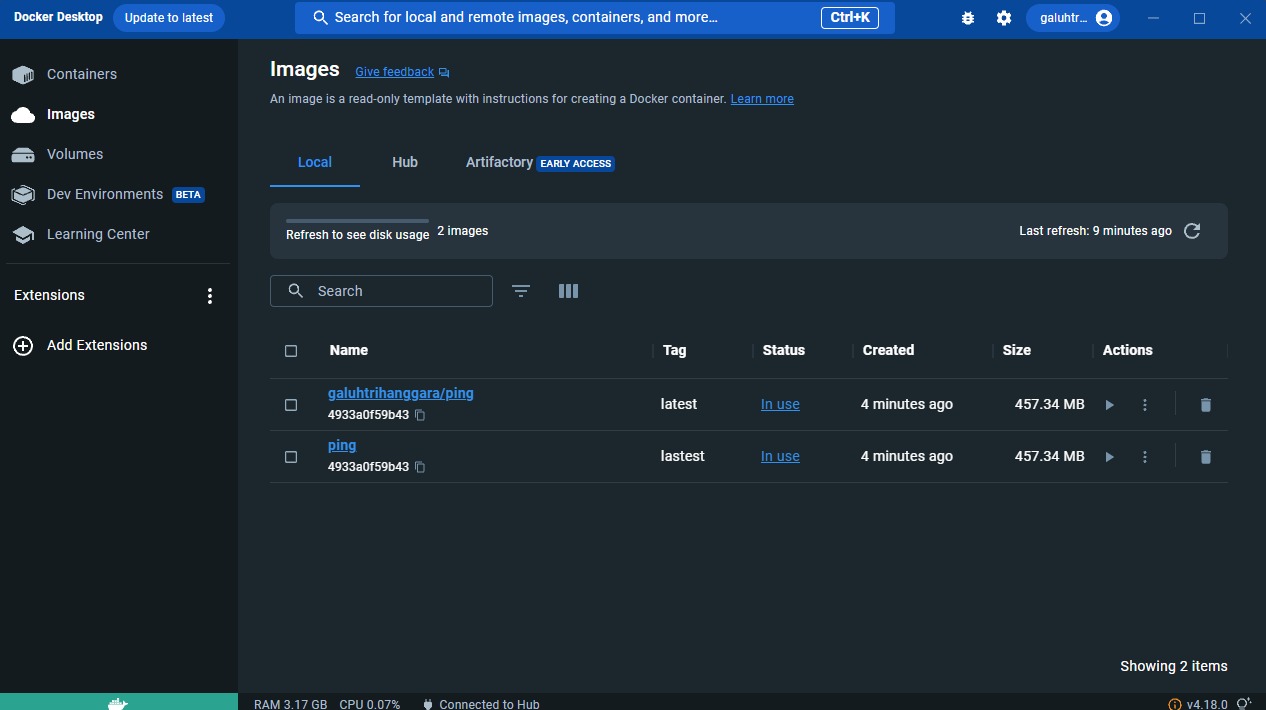 Docker Desktop Update to latest Search for local and remote images, containers, and more... Ctrl+K galuhtr...
Containers
Images
Volumes
Dev Environments BETA
Learning Center
Extensions
Add Extensions
Images Give feedback
An image is a read-only template with instructions for creating a Docker container. Learn more
Local Hub Artifactory EARLY ACCESS
Refresh to see disk usage 2 images Last refresh: 9 minutes ago
Search
Name Tag Status Created Size Actions
galuhtrihanggara/ping
4933a0f59b43
latest In use 4 minutes ago 457.34 MB
ping
4933a0f59b43
lastest In use 4 minutes ago 457.34 MB
Showing 2 items
RAM 3.17 GB CPU 0.07% Connected to Hub v4.18.0